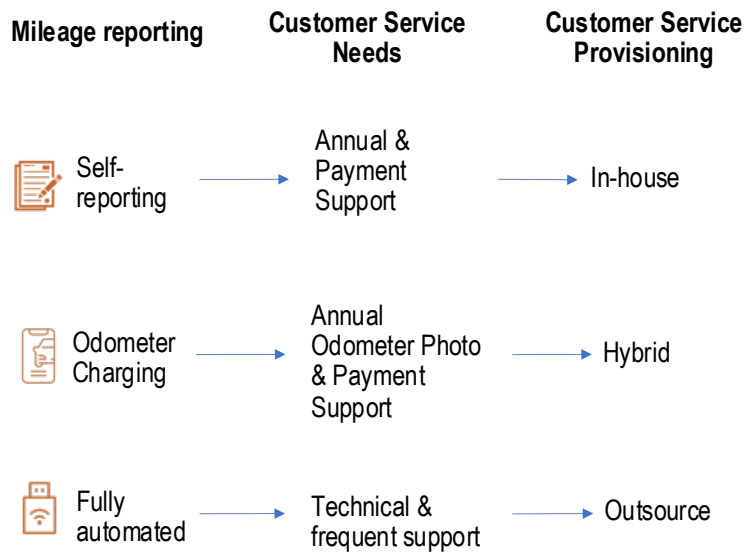 Mileage reporting
Customer Service
Needs
Customer Service
Provisioning
Self-
reporting
Annual &
Payment
Support
In-house
Odometer
Charging
Annual
Odometer Photo
& Payment
Support
Hybrid
Fully
automated
Technical &
frequent support
Outsource